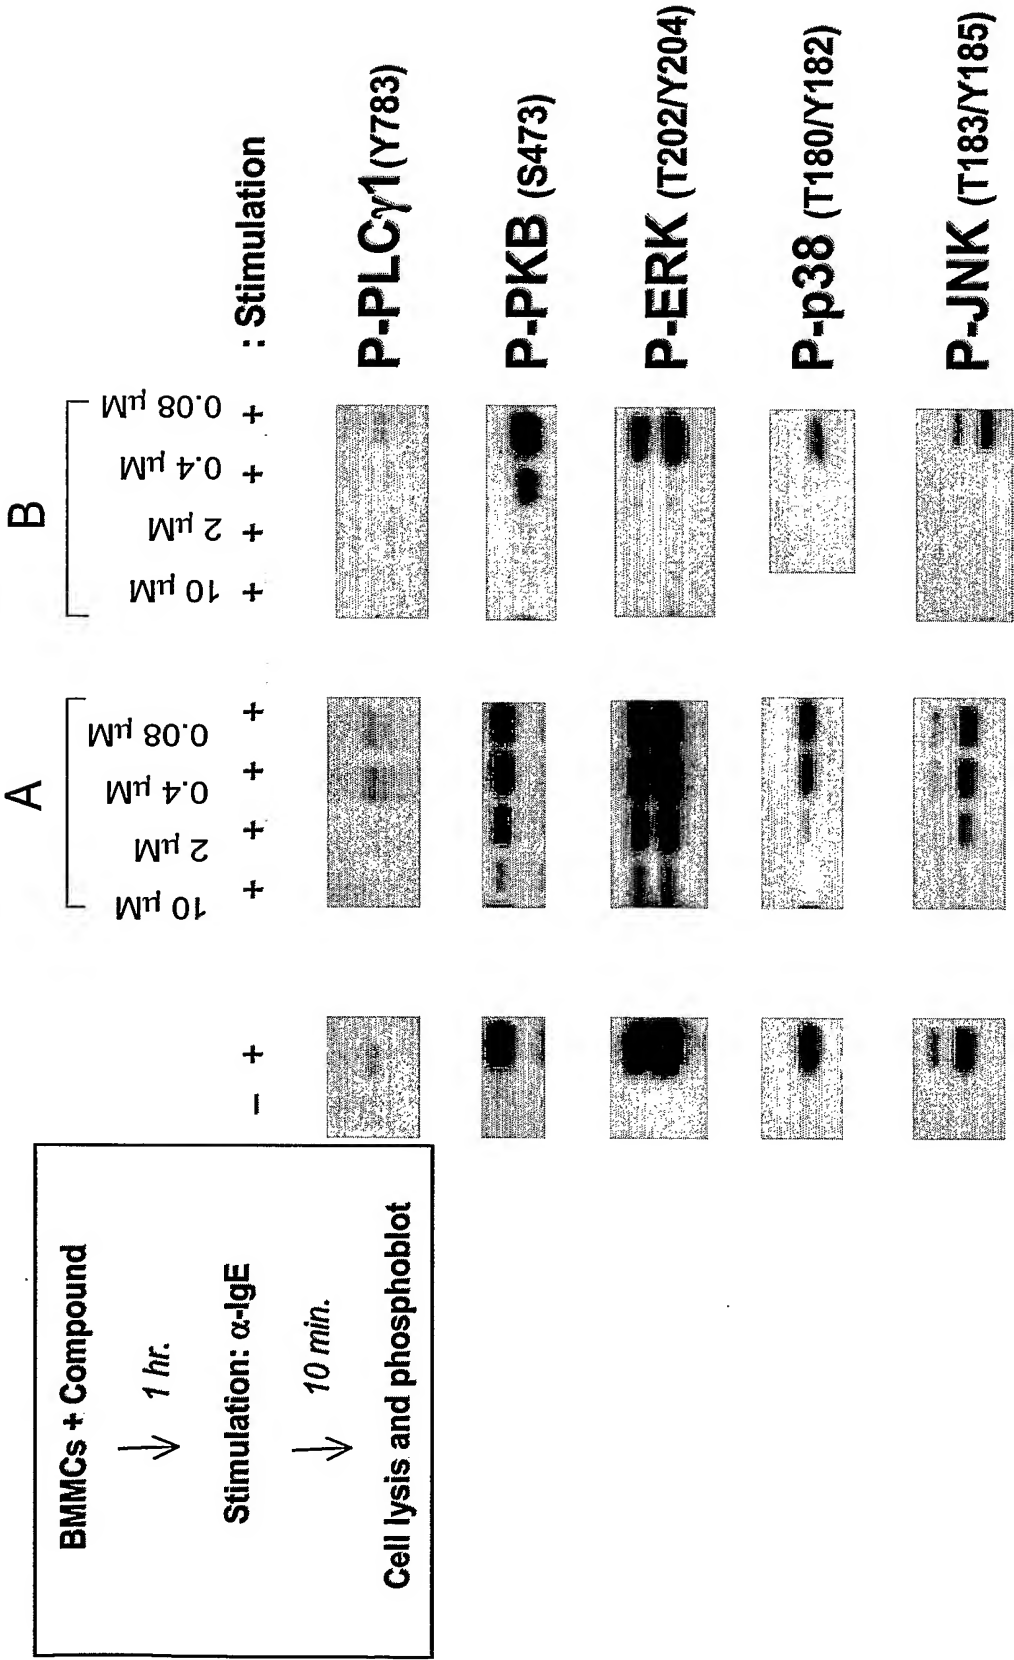 BMMCs + Compound
1 hr.
Stimulation: α-IgE
10 min.
Cell lysis and phosphoblot
A
B
10 µM
2 µM
0.4 µM
0.08 µM
10 µM
2 µM
0.4 µM
0.08 µM
– + + + + + + + + + : Stimulation
P-PLCγ1(Y783)
P-PKB (S473)
P-ERK (T202/Y204)
P-p38 (T180/Y182)
P-JNK (T183/Y185)